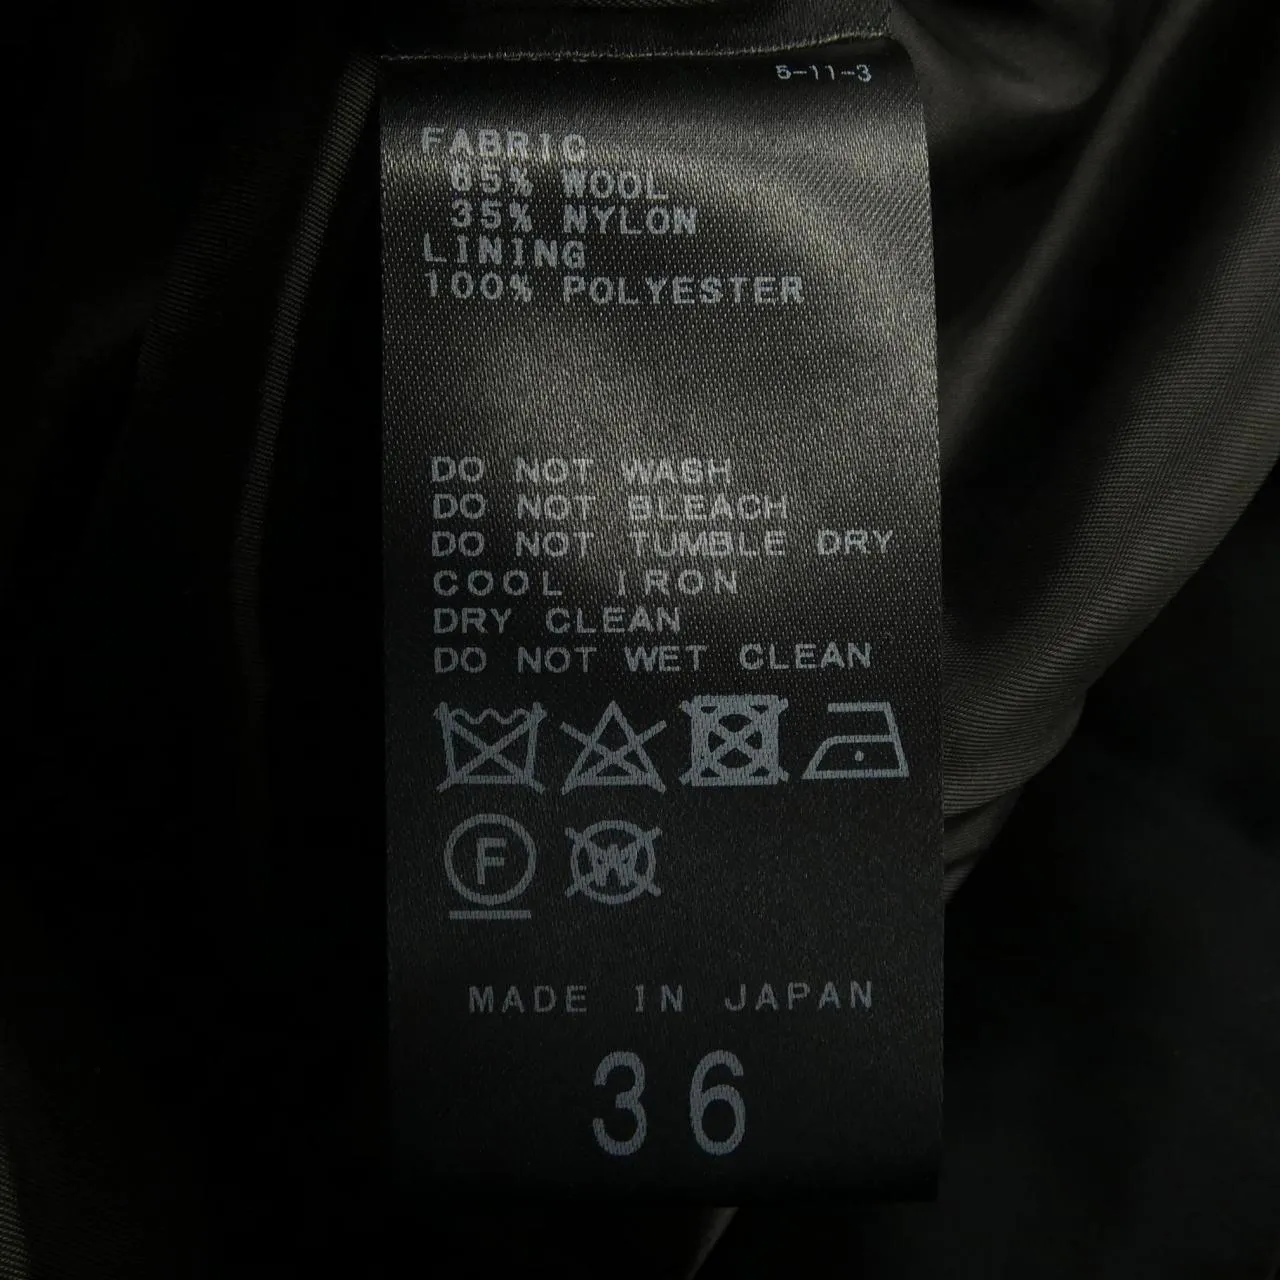 5-11-3
FABRIC
65% WOOL
35% NYLON
LINING
100% POLYESTER
DO NOT WASH
DO NOT BLEACH
DO NOT TUMBLE DRY
COOL IRON
DRY CLEAN
DO NOT WET CLEAN
F W
MADE IN JAPAN
36